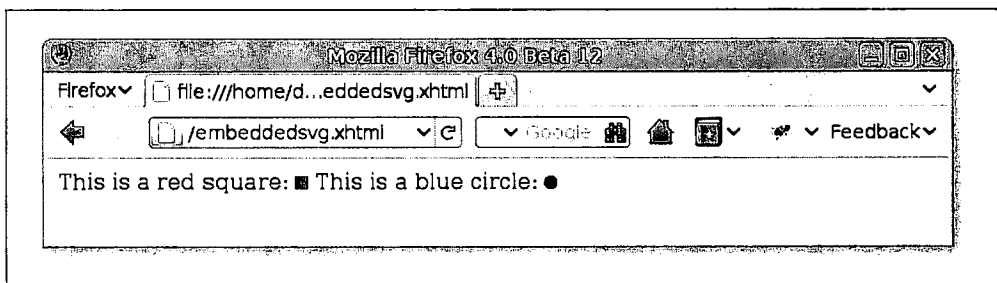 Mozilla Firefox 4.0 Beta 12
Firefox file:///home/d...eddedsvg.xhtml
/embeddedsvg.xhtml Google Feedback
This is a red square: This is a blue circle: